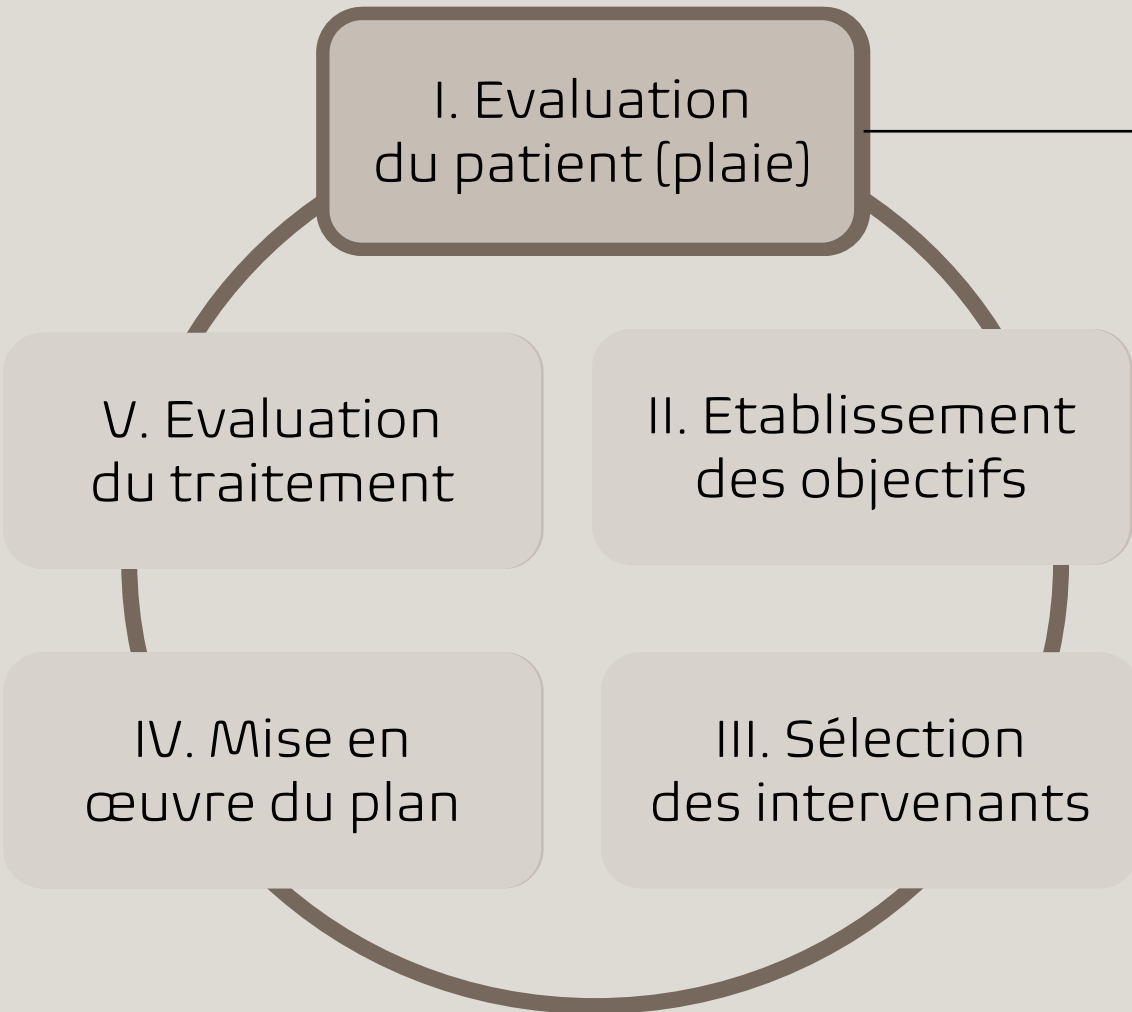 I. Evaluation
du patient (plaie)
II. Etablissement
des objectifs
III. Sélection
des intervenants
IV. Mise en
œuvre du plan
V. Evaluation
du traitement